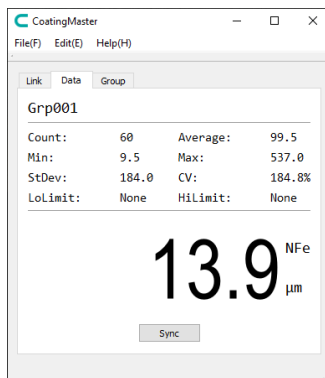 CoatingMaster
File(F) Edit(E) Help(H)
Link Data Group
Grp001
Count: 60 Average: 99.5
Min: 9.5 Max: 537.0
StDev: 184.0 CV: 184.8%
LoLimit: None HiLimit: None
13.9 NFe
μm
Sync